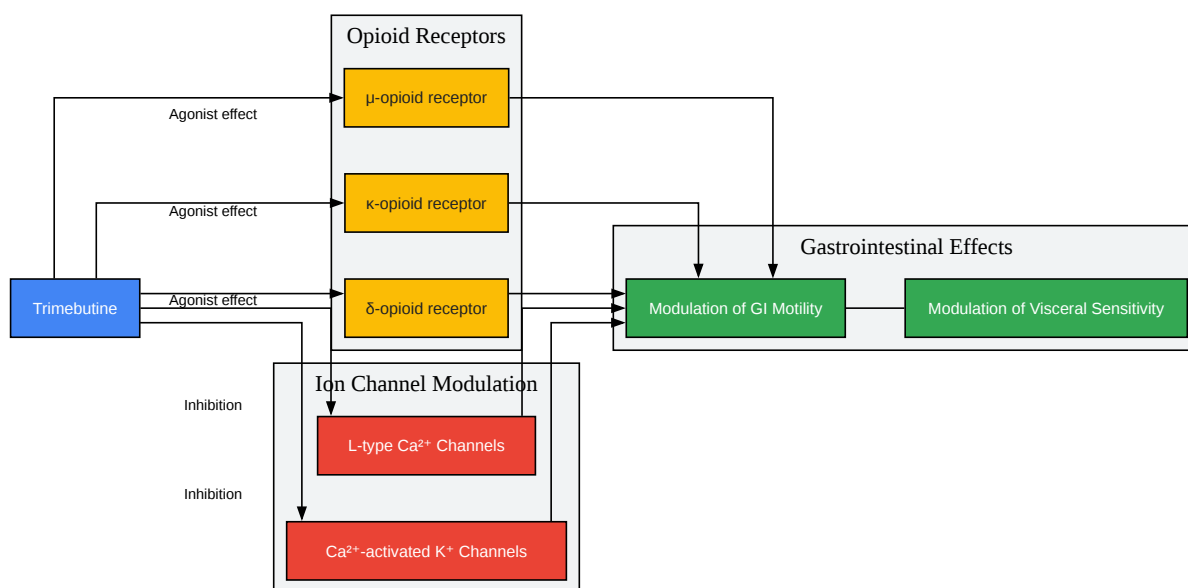 Opioid Receptors
μ-opioid receptor
Agonist effect
κ-opioid receptor
Agonist effect
Gastrointestinal Effects
Trimebutine
Agonist effect
δ-opioid receptor
Modulation of GI Motility
Modulation of Visceral Sensitivity
Ion Channel Modulation
Inhibition
L-type Ca²⁺ Channels
Inhibition
Ca²⁺-activated K⁺ Channels